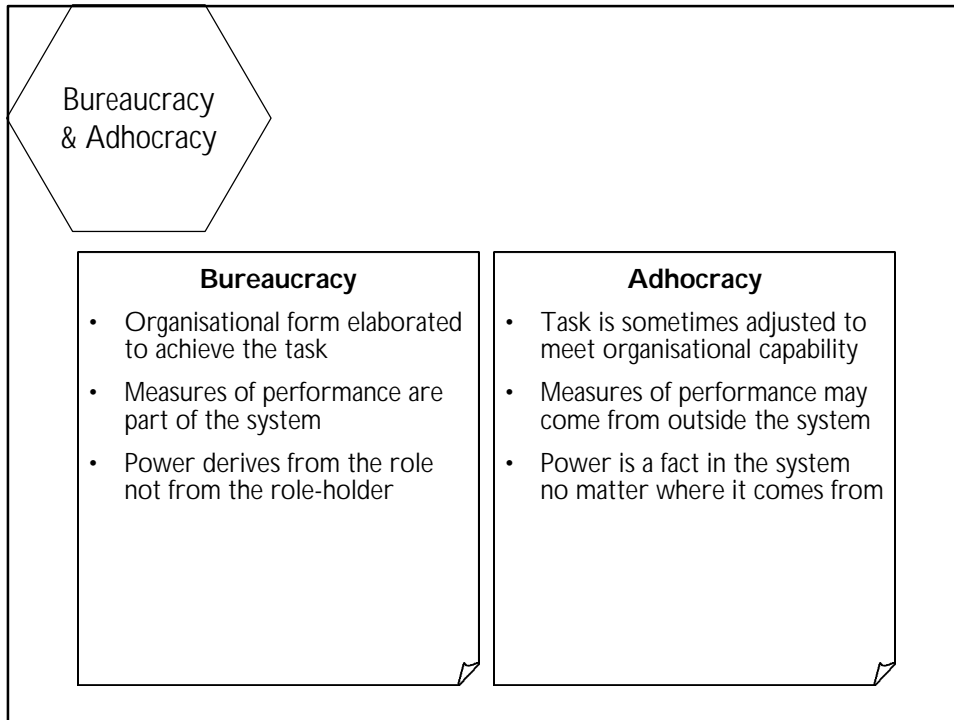 Bureaucracy
& Adhocracy
Bureaucracy
• Organisational form elaborated
to achieve the task
• Measures of performance are
part of the system
• Power derives from the role
not from the role-holder
Adhocracy
• Task is sometimes adjusted to
meet organisational capability
• Measures of performance may
come from outside the system
• Power is a fact in the system
no matter where it comes from